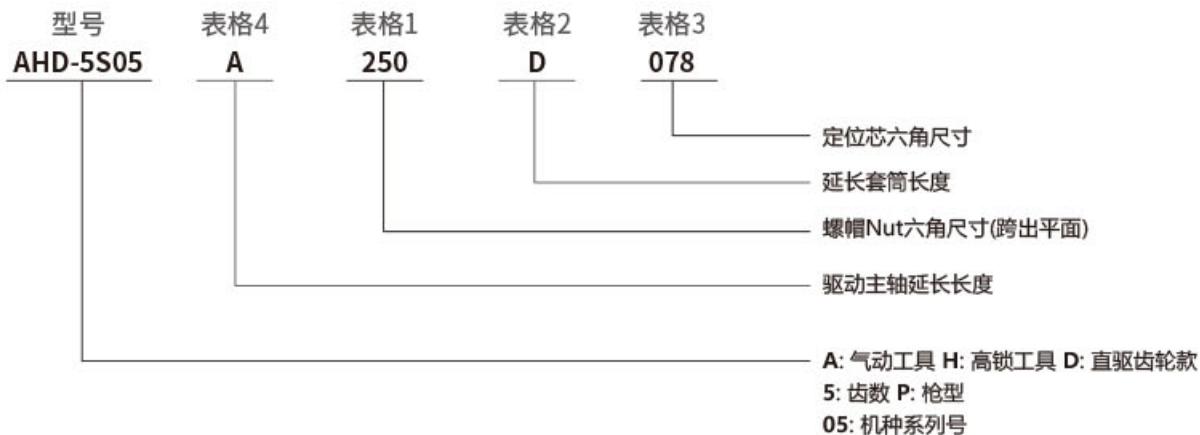 型号 表格4 表格1 表格2 表格3
AHD-5S05 A 250 D 078
定位芯六角尺寸
延长套筒长度
螺帽Nut六角尺寸(跨出平面)
驱动主轴延长长度
A: 气动工具 H: 高锁工具 D: 直驱齿轮款
5: 齿数 P: 枪型
05: 机种系列号